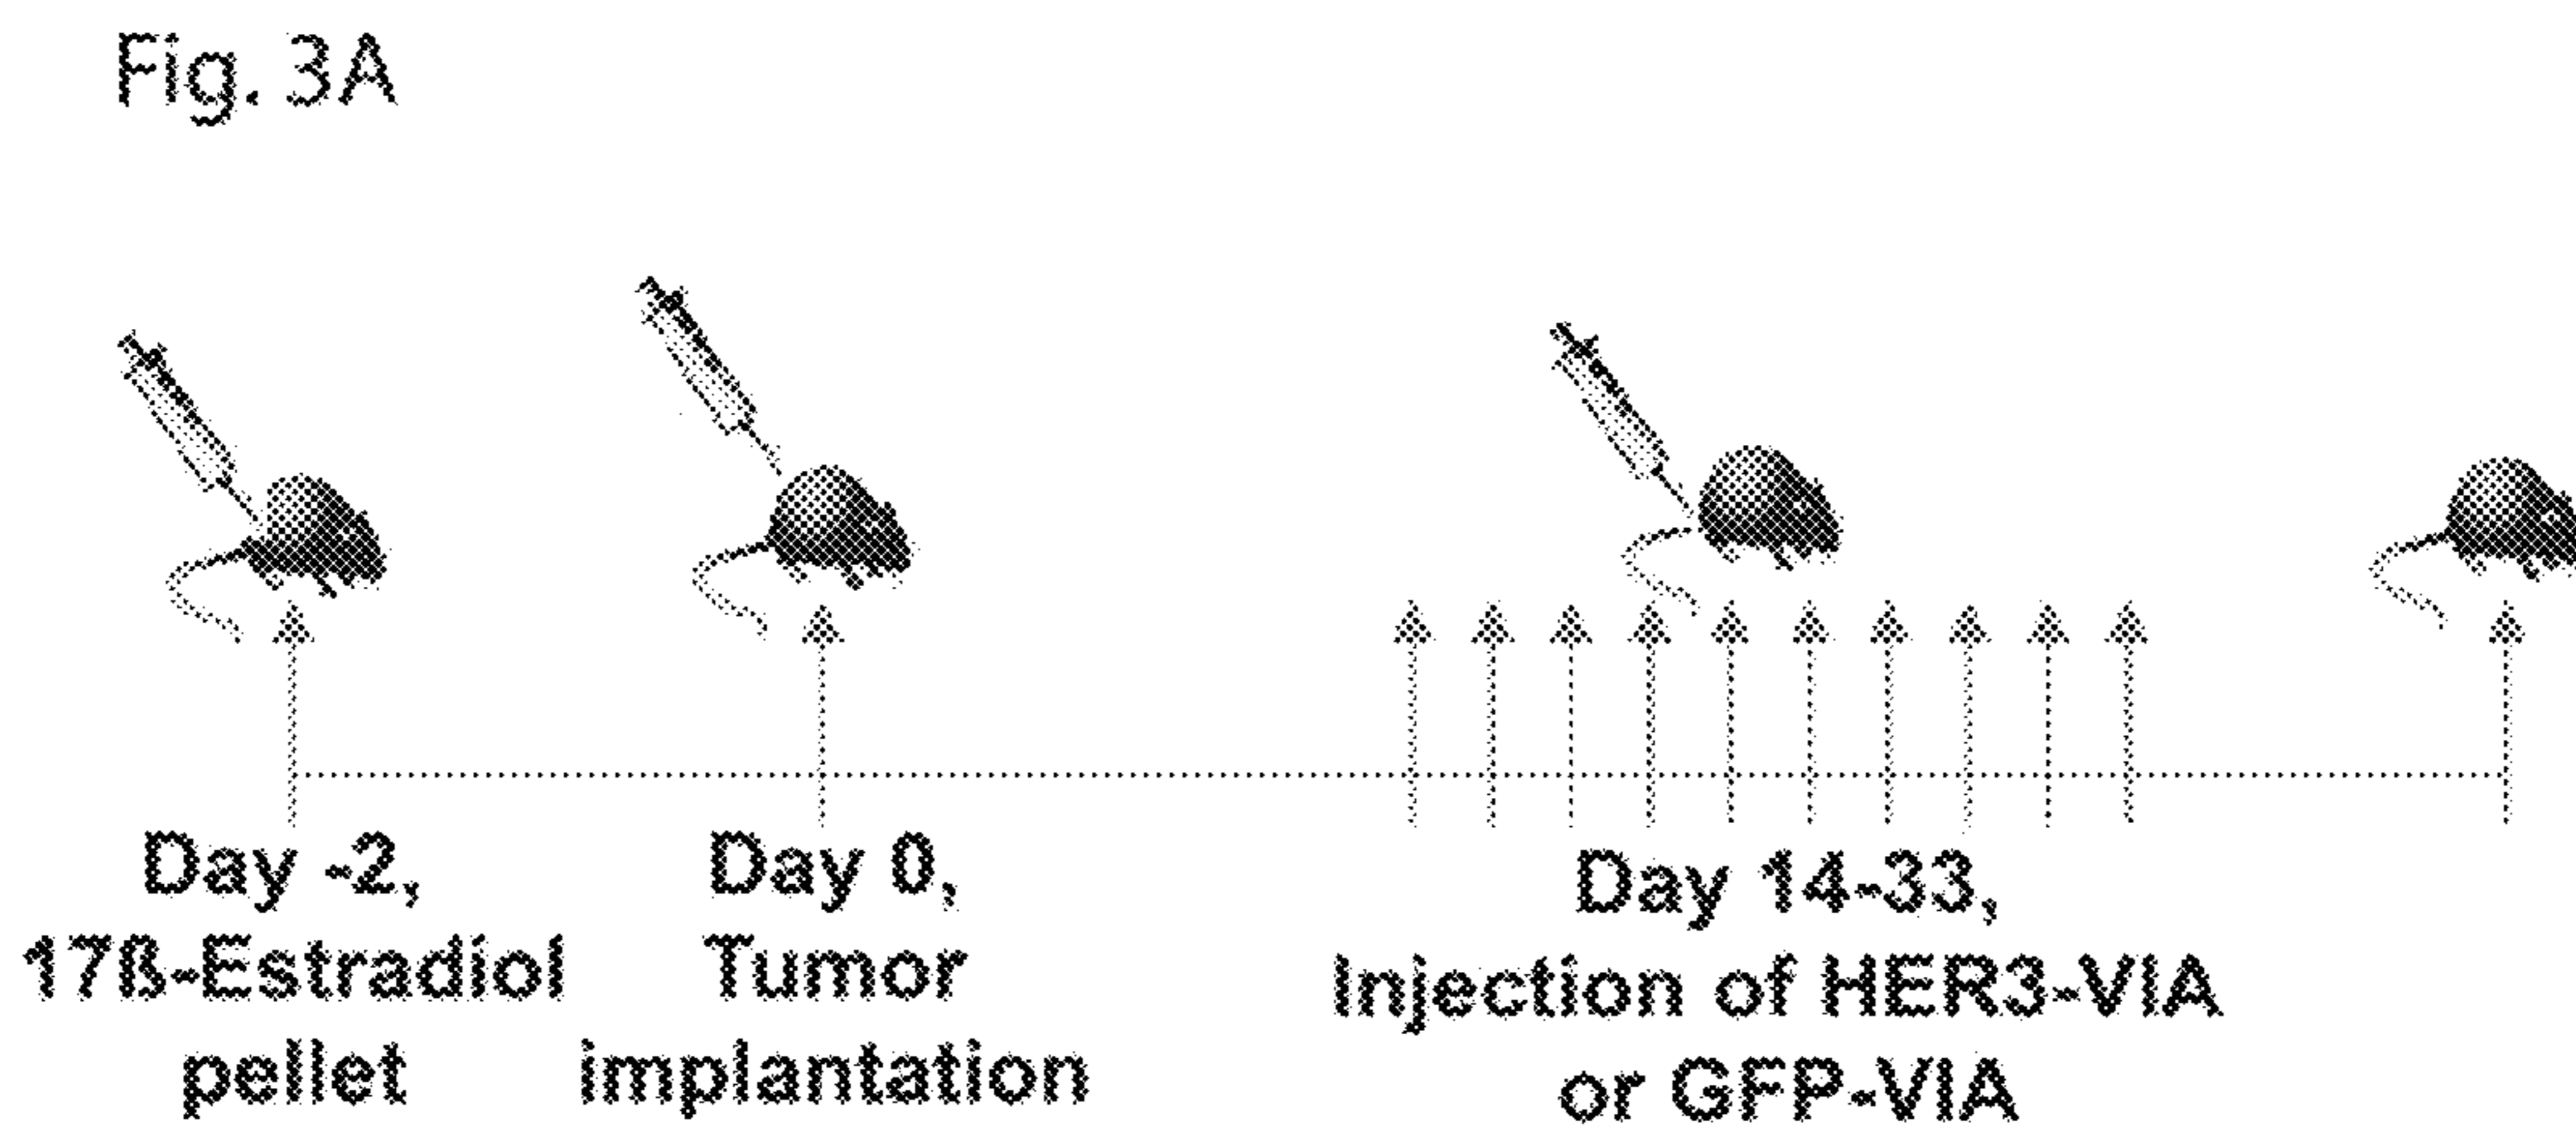 Fig. 3A
Day -2,
17ß-Estradiol
pellet
Day 0,
Tumor
implantation
Day 14-33,
Injection of HER3-VIA
or GFP-VIA